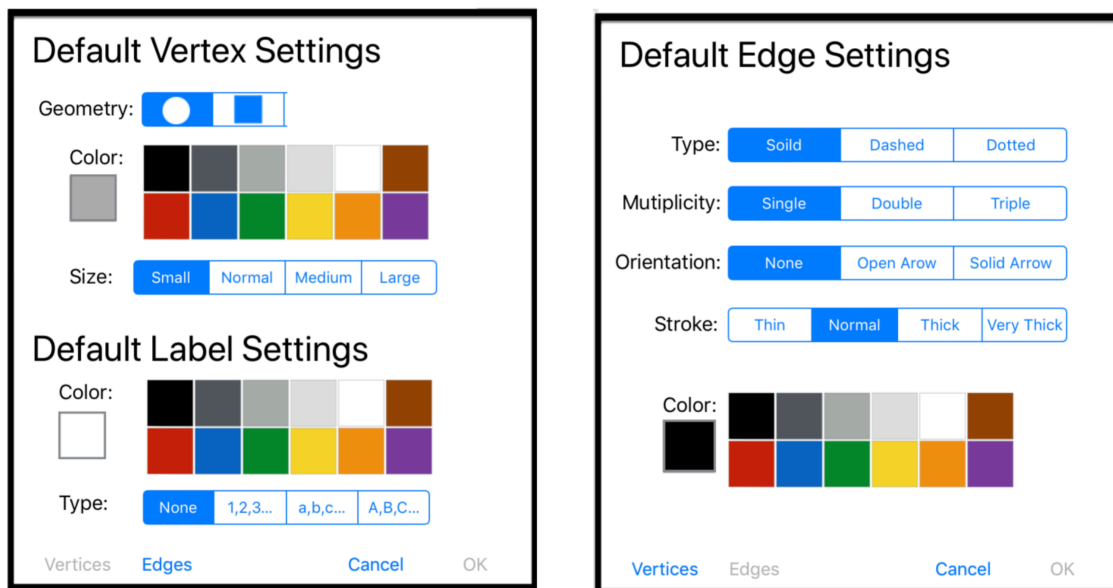 Default Vertex Settings
Geometry:
Color:
Size: Small Normal Medium Large
Default Label Settings
Color:
Type: None 1,2,3... a,b,c... A,B,C...
Vertices Edges Cancel OK
Default Edge Settings
Type: Soild Dashed Dotted
Mutiplicity: Single Double Triple
Orientation: None Open Arow Solid Arrow
Stroke: Thin Normal Thick Very Thick
Color:
Vertices Edges Cancel OK